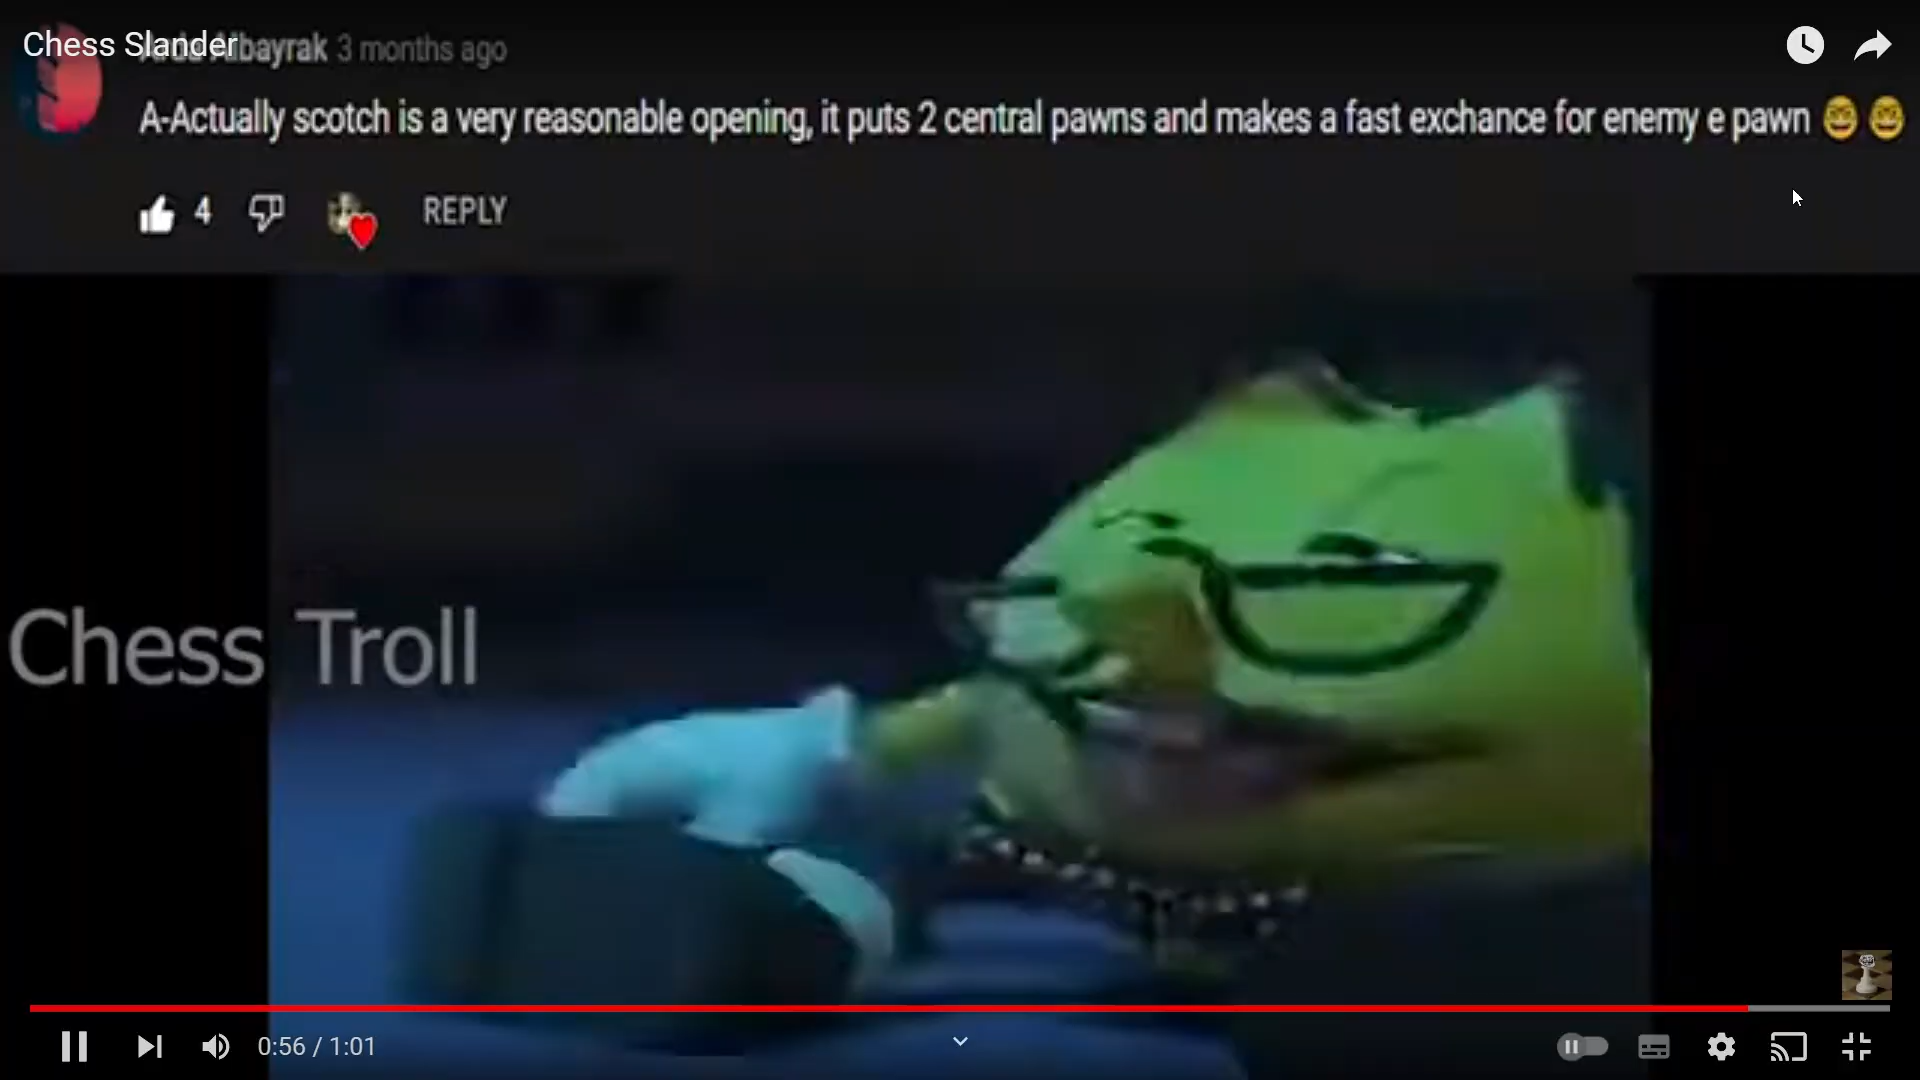 Chess Slander
Albayrak 3 months ago
A-Actually scotch is a very reasonable opening, it puts 2 central pawns and makes a fast exchance for enemy e pawn
4
REPLY
Chess Troll
0:56 / 1:01